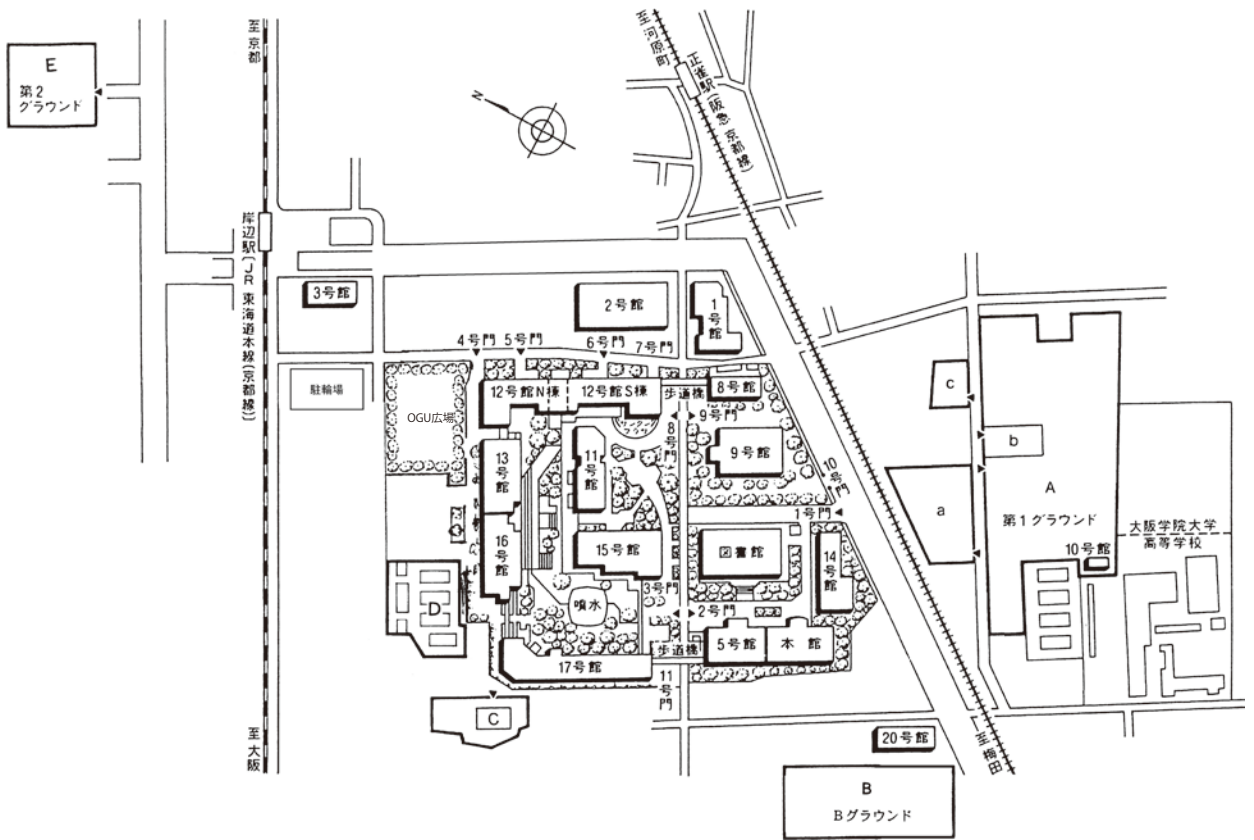 至京都
E
第2
グラウンド
至河原町
正雀駅(阪急 京都線)
N
岸辺駅(JR 東海道本線(京都線))
3号館
2号館
1号館
4号門
5号門
6号門
7号門
駐輪場
OGU広場
12号館N棟
12号館S棟
歩道橋
8号館
サンクン
プラザ
8号門
9号門
9号館
10号門
1号門
13号館
11号館
16号館
15号館
図書館
14号館
3号門
2号門
噴水
D
5号館
本館
歩道橋
17号館
11号門
C
至大阪
20号館
B
Bグラウンド
至梅田
c
b
a
A
第1グラウンド
10号館
大阪学院大学
高等学校